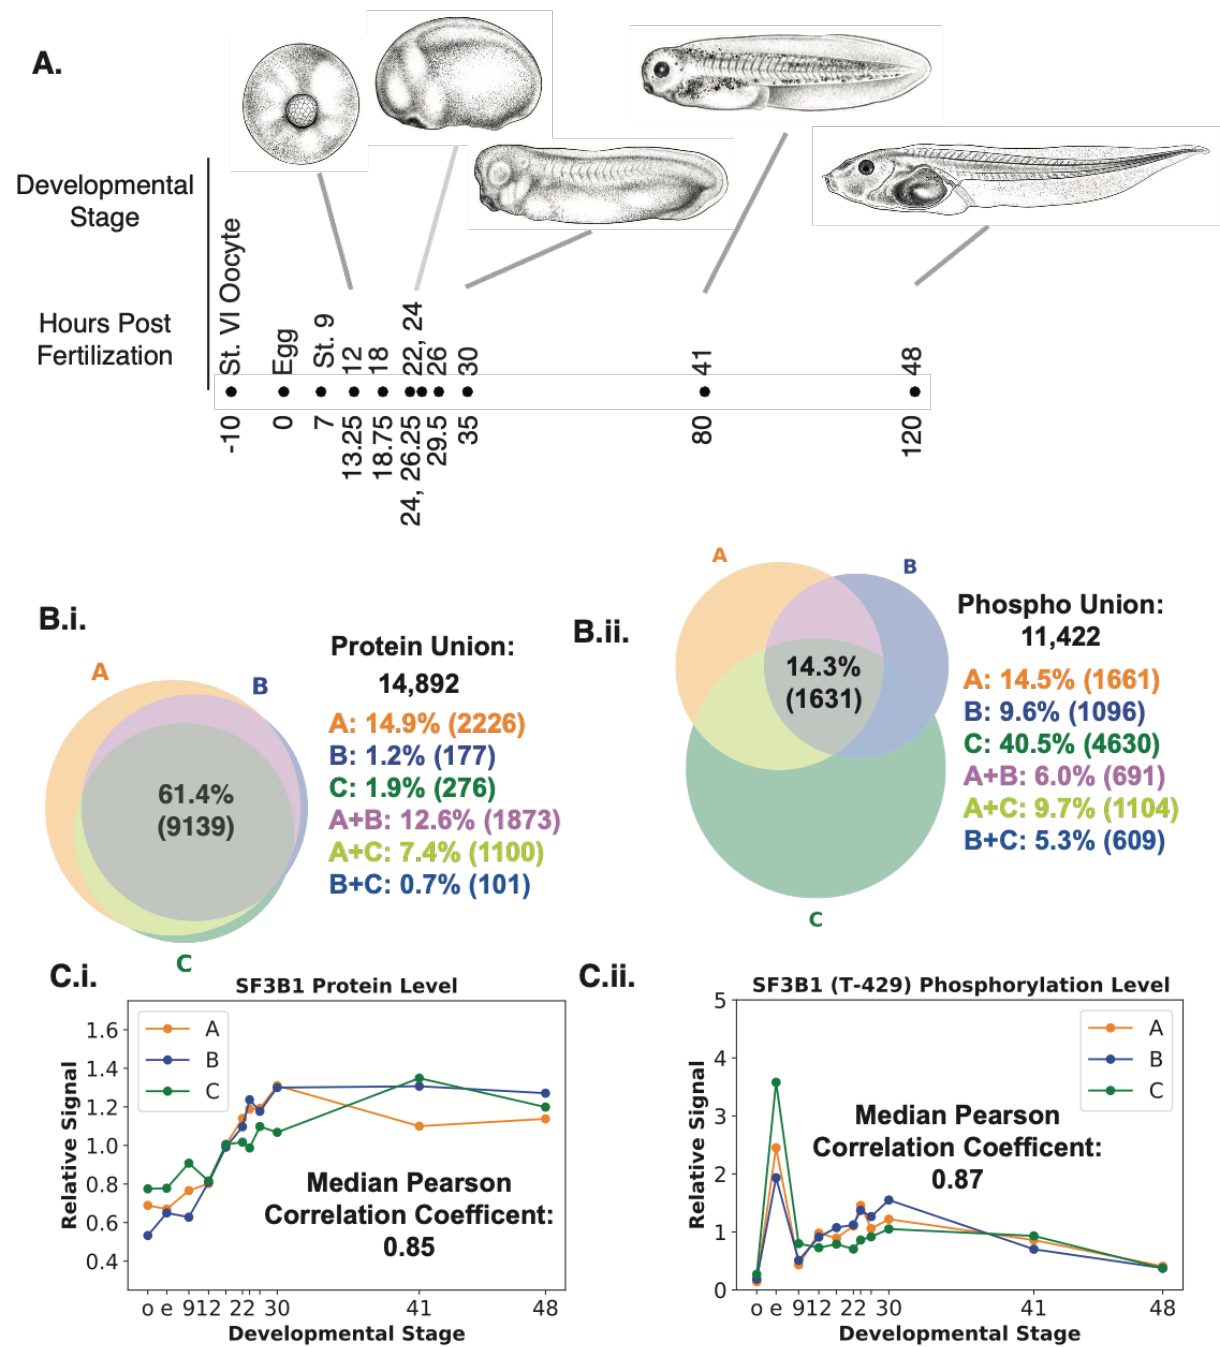 A.
Developmental
Stage
Hours Post
Fertilization
St. VI Oocyte
Egg
St. 9
12
18
22, 24
26
30
41
48
-10
0
7
13.25
18.75
24, 26.25
29.5
35
80
120
B.i.
A
B
C
61.4%
(9139)
Protein Union:
14,892
A: 14.9% (2226)
B: 1.2% (177)
C: 1.9% (276)
A+B: 12.6% (1873)
A+C: 7.4% (1100)
B+C: 0.7% (101)
B.ii.
A
B
C
14.3%
(1631)
Phospho Union:
11,422
A: 14.5% (1661)
B: 9.6% (1096)
C: 40.5% (4630)
A+B: 6.0% (691)
A+C: 9.7% (1104)
B+C: 5.3% (609)
C.i.
SF3B1 Protein Level
A
B
C
Relative Signal
1.6
1.4
1.2
1.0
0.8
0.6
0.4
Median Pearson
Correlation Coefficent:
0.85
o e 912 22 30 41 48
Developmental Stage
C.ii.
SF3B1 (T-429) Phosphorylation Level
A
B
C
Relative Signal
5
4
3
2
1
0
Median Pearson
Correlation Coefficent:
0.87
o e 912 22 30 41 48
Developmental Stage